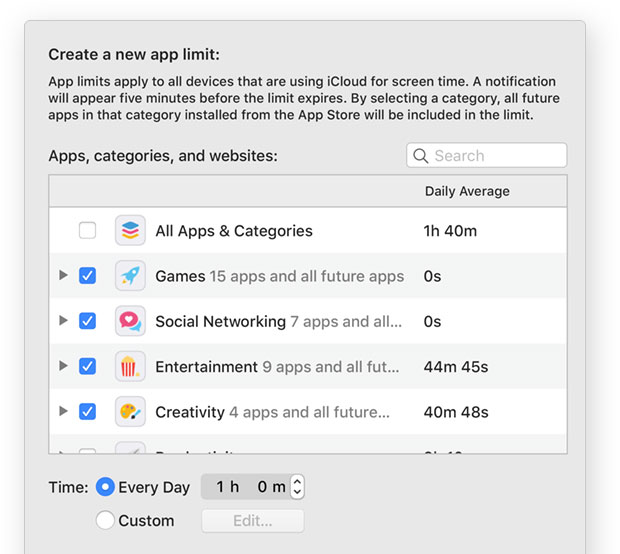 Create a new app limit:
App limits apply to all devices that are using iCloud for screen time. A notification
will appear five minutes before the limit expires. By selecting a category, all future
apps in that category installed from the App Store will be included in the limit.
Apps, categories, and websites: Search
Daily Average
All Apps & Categories 1h 40m
Games 15 apps and all future apps 0s
Social Networking 7 apps and all... 0s
Entertainment 9 apps and all fut... 44m 45s
Creativity 4 apps and all future... 40m 48s
Time: Every Day 1 h 0 m
Custom Edit...